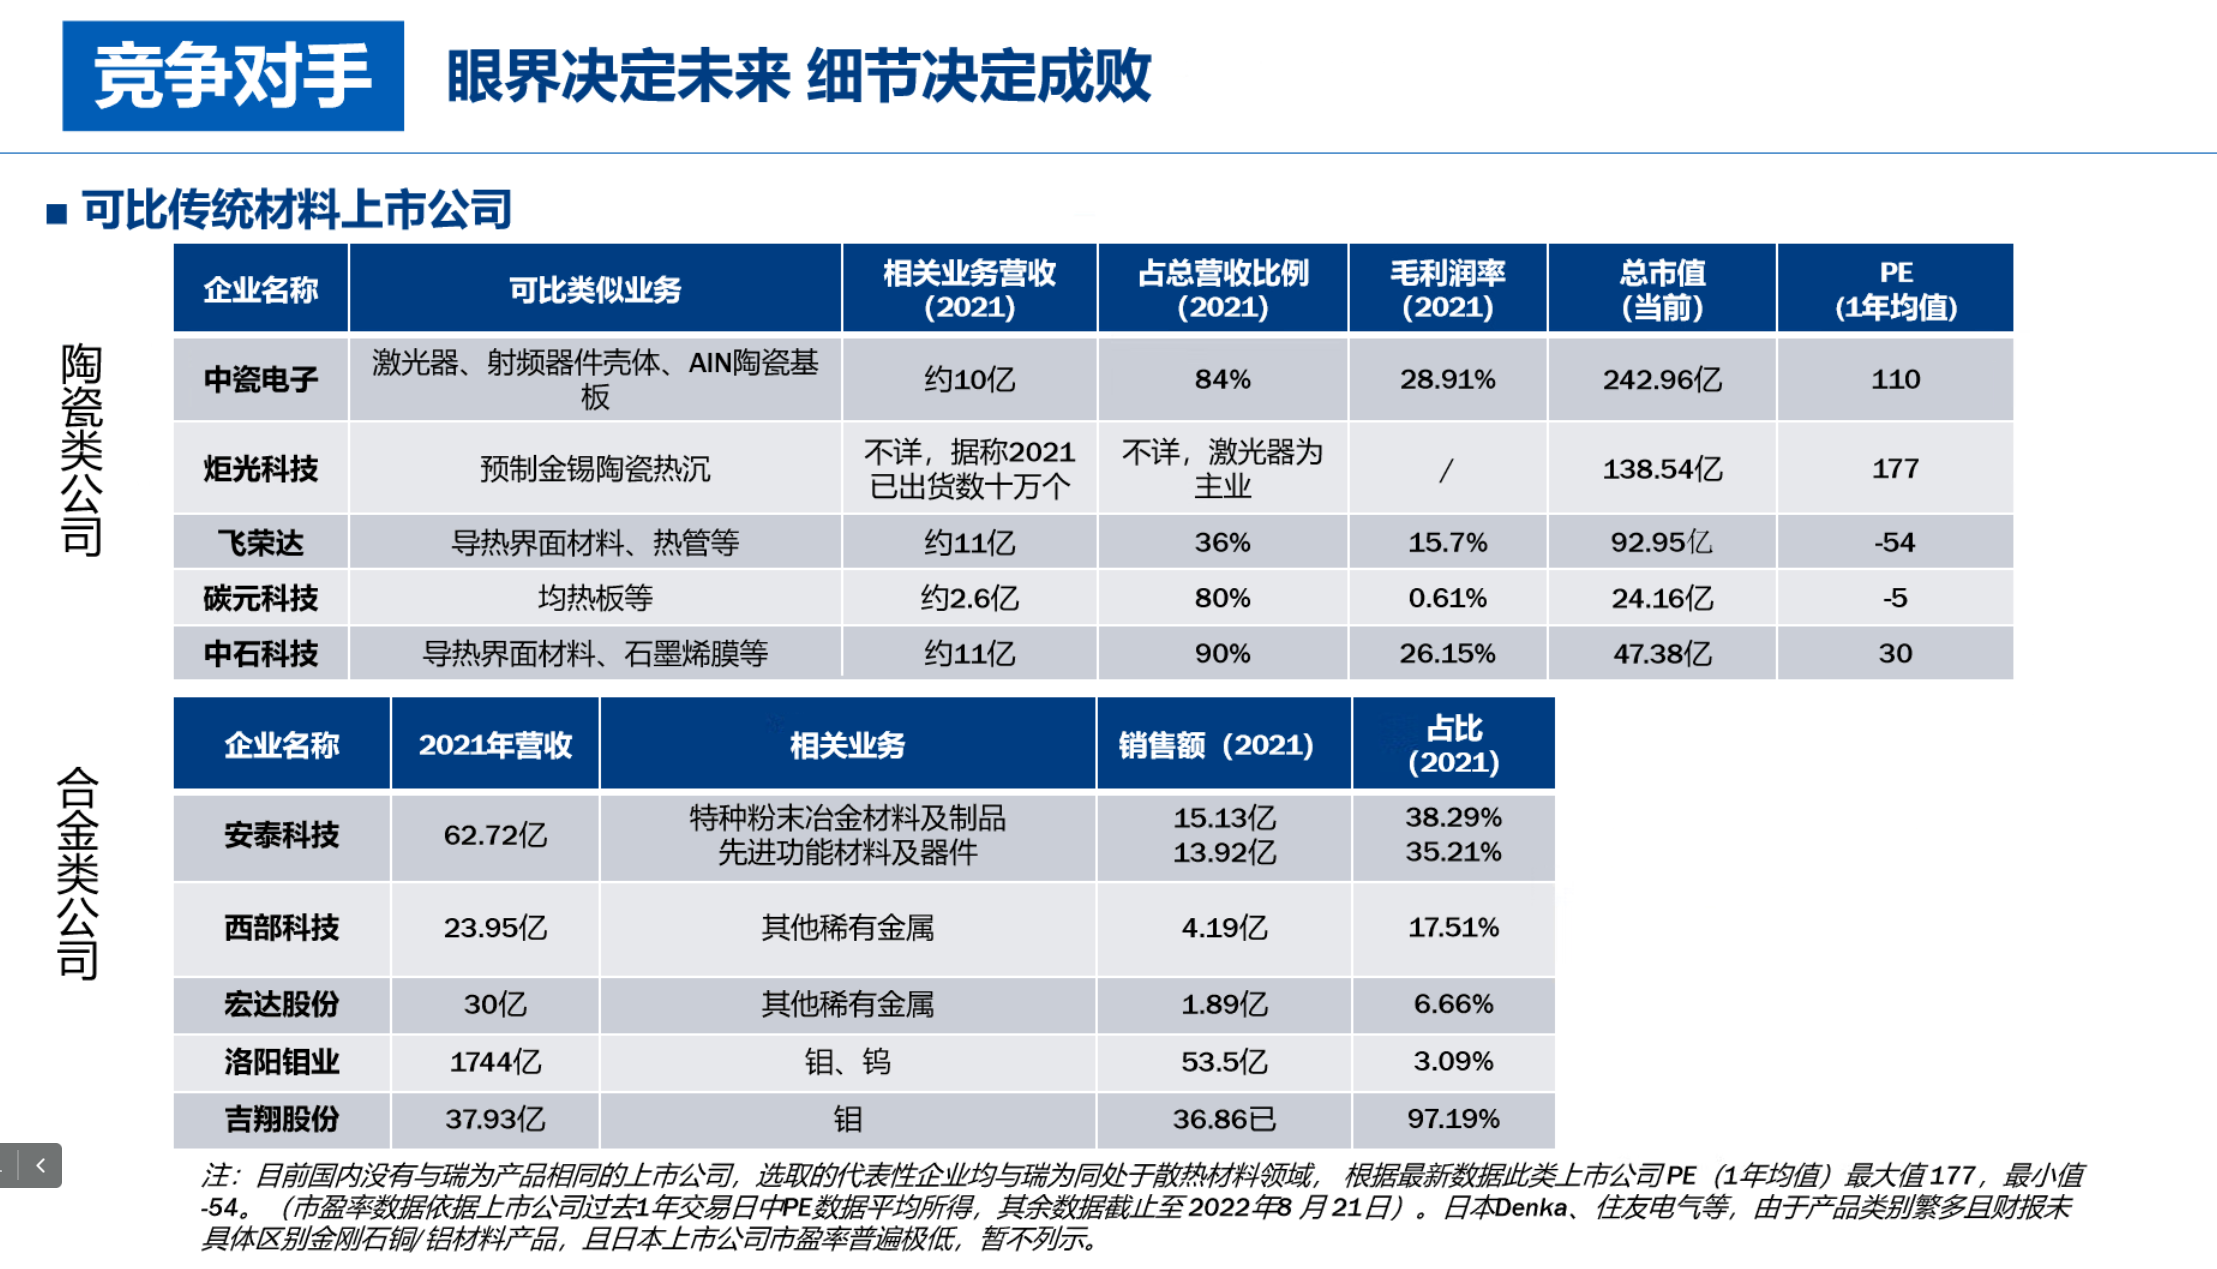 竞争对手
眼界决定未来 细节决定成败
■ 可比传统材料上市公司
陶瓷类公司
企业名称 可比类似业务 相关业务营收（2021） 占总营收比例（2021） 毛利润率（2021） 总市值（当前） PE（1年均值）
中瓷电子 激光器、射频器件壳体、AIN陶瓷基板 约10亿 84% 28.91% 242.96亿 110
炬光科技 预制金锡陶瓷热沉 不详，据称2021已出货数十万个 不详，激光器为主业 / 138.54亿 177
飞荣达 导热界面材料、热管等 约11亿 36% 15.7% 92.95亿 -54
碳元科技 均热板等 约2.6亿 80% 0.61% 24.16亿 -5
中石科技 导热界面材料、石墨烯膜等 约11亿 90% 26.15% 47.38亿 30
合金类公司
企业名称 2021年营收 相关业务 销售额（2021） 占比（2021）
安泰科技 62.72亿 特种粉末冶金材料及制品 15.13亿 38.29%
先进功能材料及器件 13.92亿 35.21%
西部科技 23.95亿 其他稀有金属 4.19亿 17.51%
宏达股份 30亿 其他稀有金属 1.89亿 6.66%
洛阳钼业 1744亿 钼、钨 53.5亿 3.09%
吉翔股份 37.93亿 钼 36.86已 97.19%
注：目前国内没有与瑞为产品相同的上市公司，选取的代表性企业均与瑞为同处于散热材料领域， 根据最新数据此类上市公司PE（1年均值）最大值177，最小值
-54。（市盈率数据依据上市公司过去1年交易日中PE数据平均所得，其余数据截止至2022年8月21日）。日本Denka、住友电气等，由于产品类别繁多且财报未
具体区别金刚石铜/铝材料产品，且日本上市公司市盈率普遍极低，暂不列示。